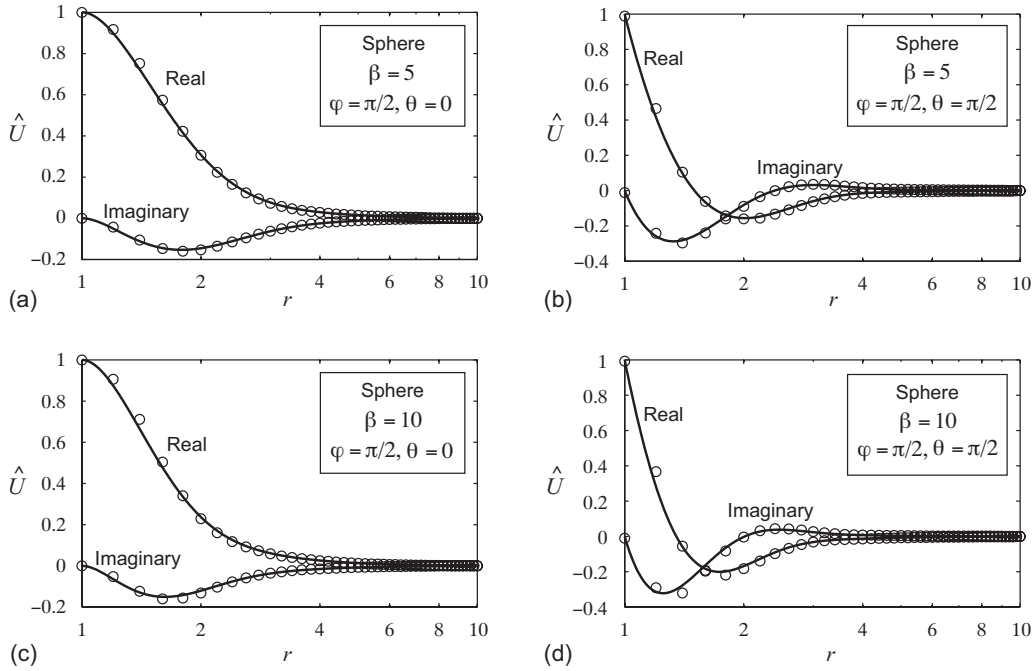 1
0.8
0.6
0.4
0.2
0
−0.2
Û
Real
Imaginary
Sphere
β = 5
φ = π/2, θ = 0
1
2
4
6
8
10
r
(a)
1
0.8
0.6
0.4
0.2
0
−0.2
−0.4
Û
Real
Imaginary
Sphere
β = 5
φ = π/2, θ = π/2
1
2
4
6
8
10
r
(b)
1
0.8
0.6
0.4
0.2
0
−0.2
Û
Real
Imaginary
Sphere
β = 10
φ = π/2, θ = 0
1
2
4
6
8
10
r
(c)
1
0.8
0.6
0.4
0.2
0
−0.2
−0.4
Û
Real
Imaginary
Sphere
β = 10
φ = π/2, θ = π/2
1
2
4
6
8
10
r
(d)